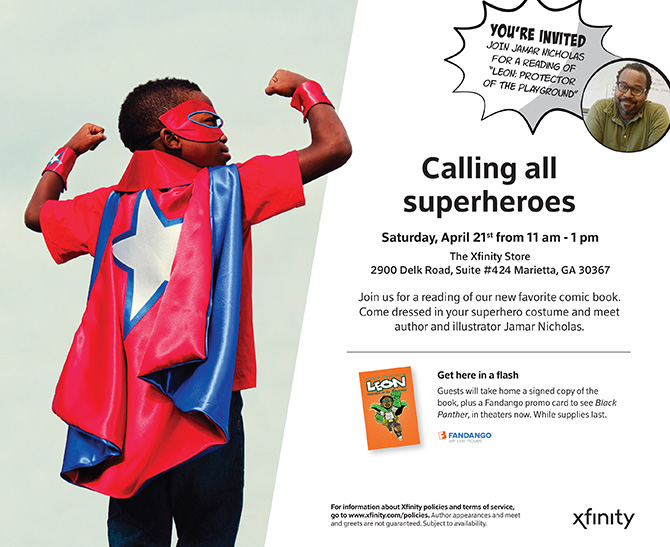 YOU'RE INVITED
JOIN JAMAR NICHOLAS
FOR A READING OF
"LEON: PROTECTOR
OF THE PLAYGROUND"
Calling all
superheroes
Saturday, April 21st from 11 am - 1 pm
The Xfinity Store
2900 Delk Road, Suite #424 Marietta, GA 30367
Join us for a reading of our new favorite comic book.
Come dressed in your superhero costume and meet
author and illustrator Jamar Nicholas.
LEON
Get here in a flash
Guests will take home a signed copy of the
book, plus a Fandango promo card to see Black
Panther, in theaters now. While supplies last.
FANDANGO
For information about Xfinity policies and terms of service,
go to www.xfinity.com/policies. Author appearances and meet
and greets are not guaranteed. Subject to availability.
xfinity